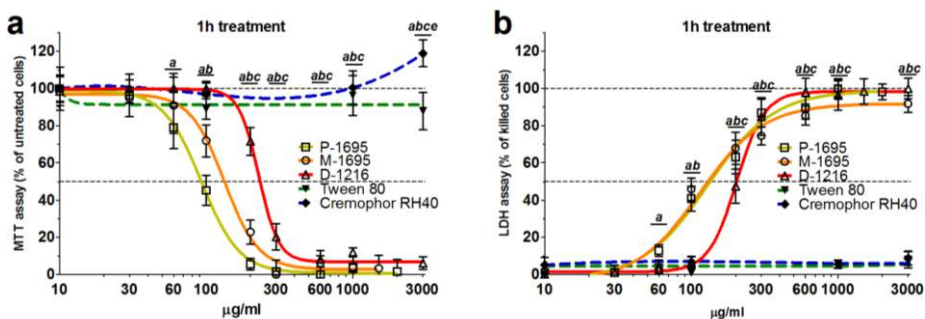 a
1h treatment
abce
a
ab
abc
abc
abc
abc
MTT assay (% of untreated cells)
120
100
80
60
40
20
0
P-1695
M-1695
D-1216
Tween 80
Cremophor RH40
10
30
60
100
300
600
1000
3000
µg/ml
b
1h treatment
a
ab
abc
abc
abc
abc
abc
LDH assay (% of killed cells)
120
100
80
60
40
20
0
P-1695
M-1695
D-1216
Tween 80
Cremophor RH40
10
30
60
100
300
600
1000
3000
µg/ml